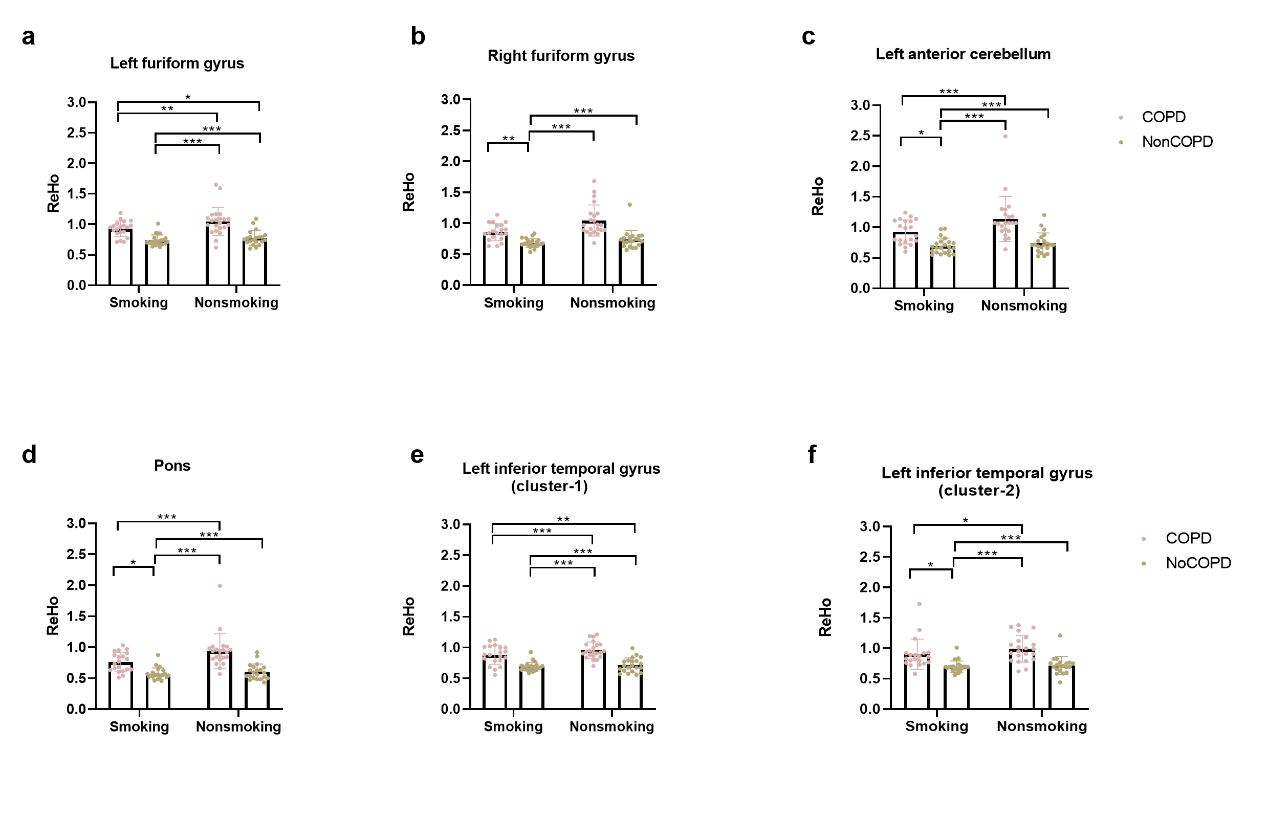 a
Left furiform gyrus
ReHo
3.0
2.5
2.0
1.5
1.0
0.5
0.0
*
**
***
***
Smoking
Nonsmoking
b
Right furiform gyrus
ReHo
3.0
2.5
2.0
1.5
1.0
0.5
0.0
***
***
**
Smoking
Nonsmoking
c
Left anterior cerebellum
ReHo
3.0
2.5
2.0
1.5
1.0
0.5
0.0
***
***
***
*
Smoking
Nonsmoking
COPD
NonCOPD
d
Pons
ReHo
3.0
2.5
2.0
1.5
1.0
0.5
0.0
***
***
***
*
Smoking
Nonsmoking
e
Left inferior temporal gyrus
(cluster-1)
ReHo
3.0
2.5
2.0
1.5
1.0
0.5
0.0
**
***
***
***
Smoking
Nonsmoking
f
Left inferior temporal gyrus
(cluster-2)
ReHo
3.0
2.5
2.0
1.5
1.0
0.5
0.0
*
***
***
*
Smoking
Nonsmoking
COPD
NoCOPD